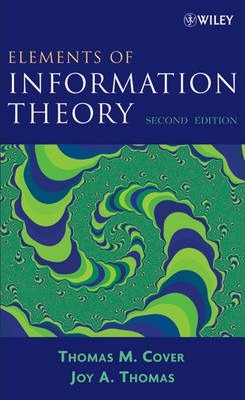 WILEY
ELEMENTS OF
INFORMATION
THEORY SECOND EDITION
THOMAS M. COVER
JOY A. THOMAS